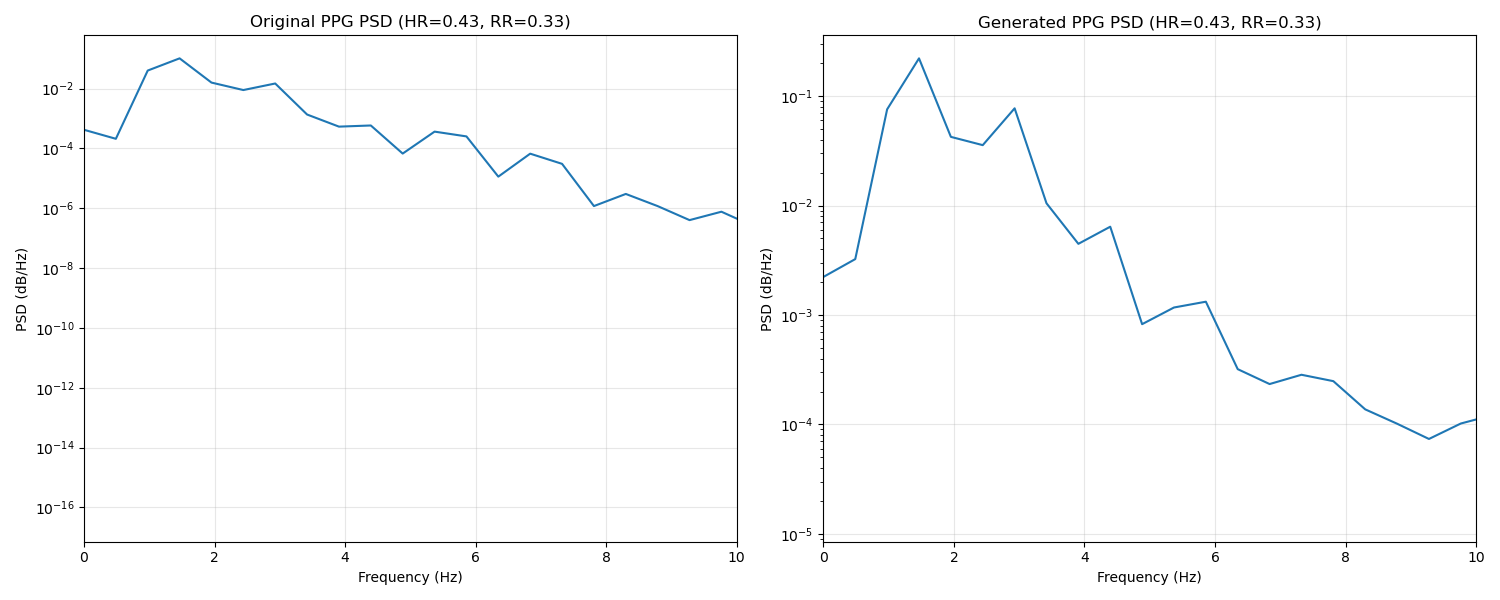 Original PPG PSD (HR=0.43, RR=0.33)
PSD (dB/Hz)
10⁻²
10⁻⁴
10⁻⁶
10⁻⁸
10⁻¹⁰
10⁻¹²
10⁻¹⁴
10⁻¹⁶
0 2 4 6 8 10
Frequency (Hz)
Generated PPG PSD (HR=0.43, RR=0.33)
PSD (dB/Hz)
10⁻¹
10⁻²
10⁻³
10⁻⁴
10⁻⁵
0 2 4 6 8 10
Frequency (Hz)